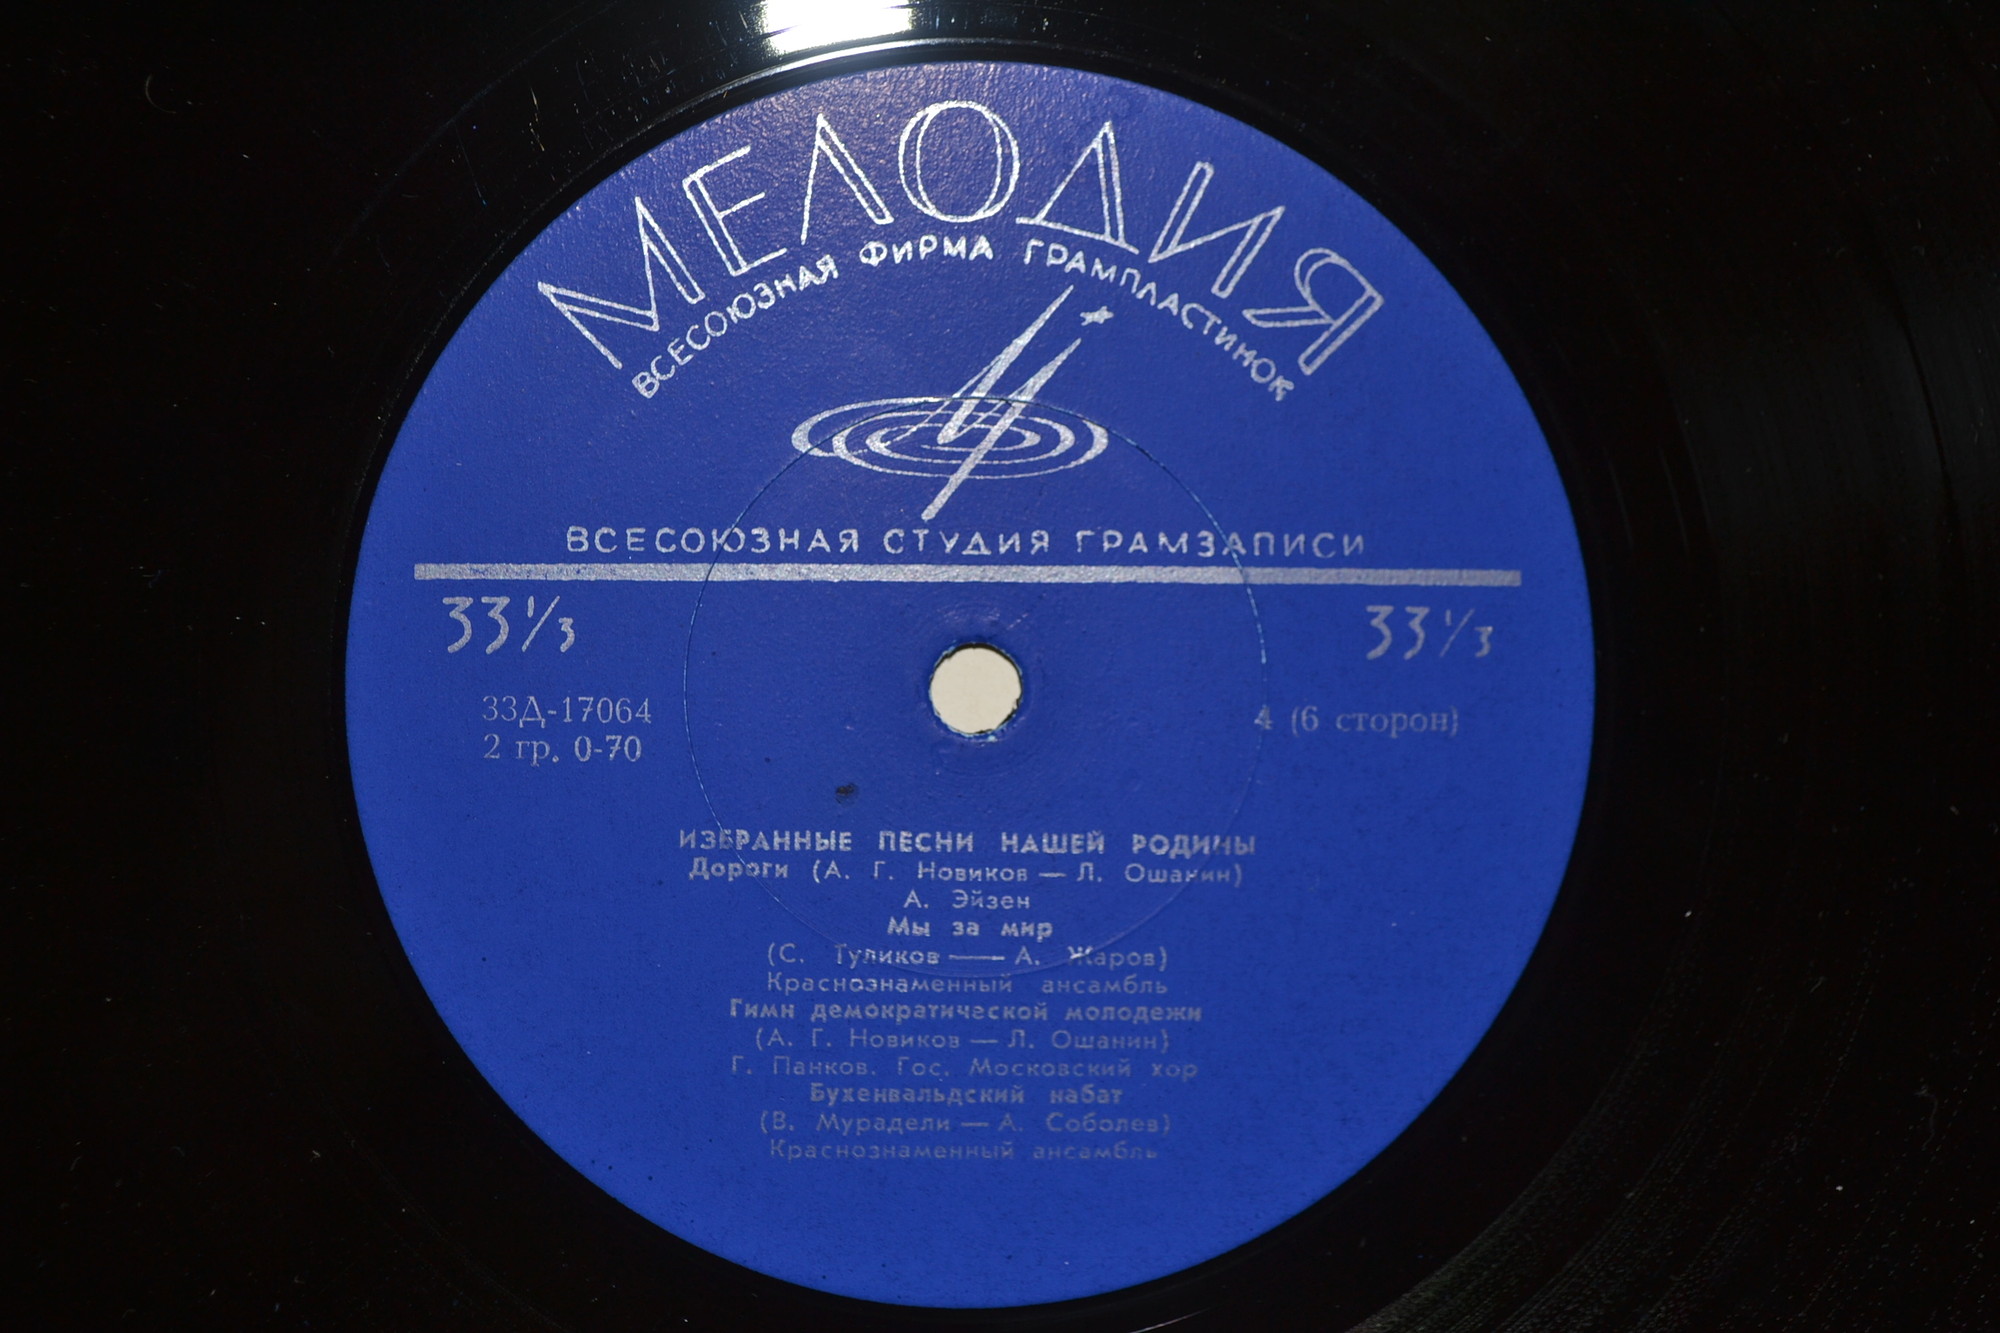 МЕЛОДИЯ
ВСЕСОЮЗНАЯ ФИРМА ГРАМПЛАСТИНОК
ВСЕСОЮЗНАЯ СТУДИЯ ГРАМЗАПИСИ
33⅓ 33⅓
33Д-17064 4 (6 сторон)
2 гр. 0-70
ИЗБРАННЫЕ ПЕСНИ НАШЕЙ РОДИНЫ
Дороги (А. Г. Новиков — Л. Ошанин)
А. Эйзен
Мы за мир
(С. Туликов — А. Жаров)
Краснознаменный ансамбль
Гимн демократической молодежи
(А. Г. Новиков — Л. Ошанин)
Г. Панков. Гос. Московский хор
Бухенвальдский набат
(В. Мурадели — А. Соболев)
Краснознаменный ансамбль